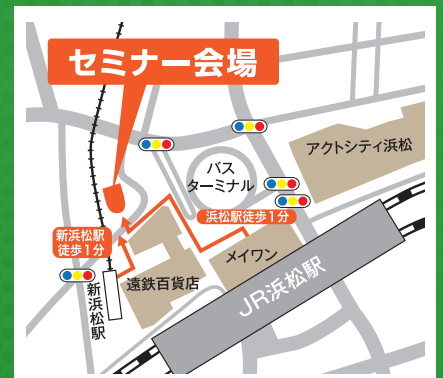 セミナー会場
アクトシティ浜松
バス
ターミナル
浜松駅徒歩1分
新浜松駅
徒歩1分
メイワン
遠鉄百貨店
新浜松駅
JR浜松駅